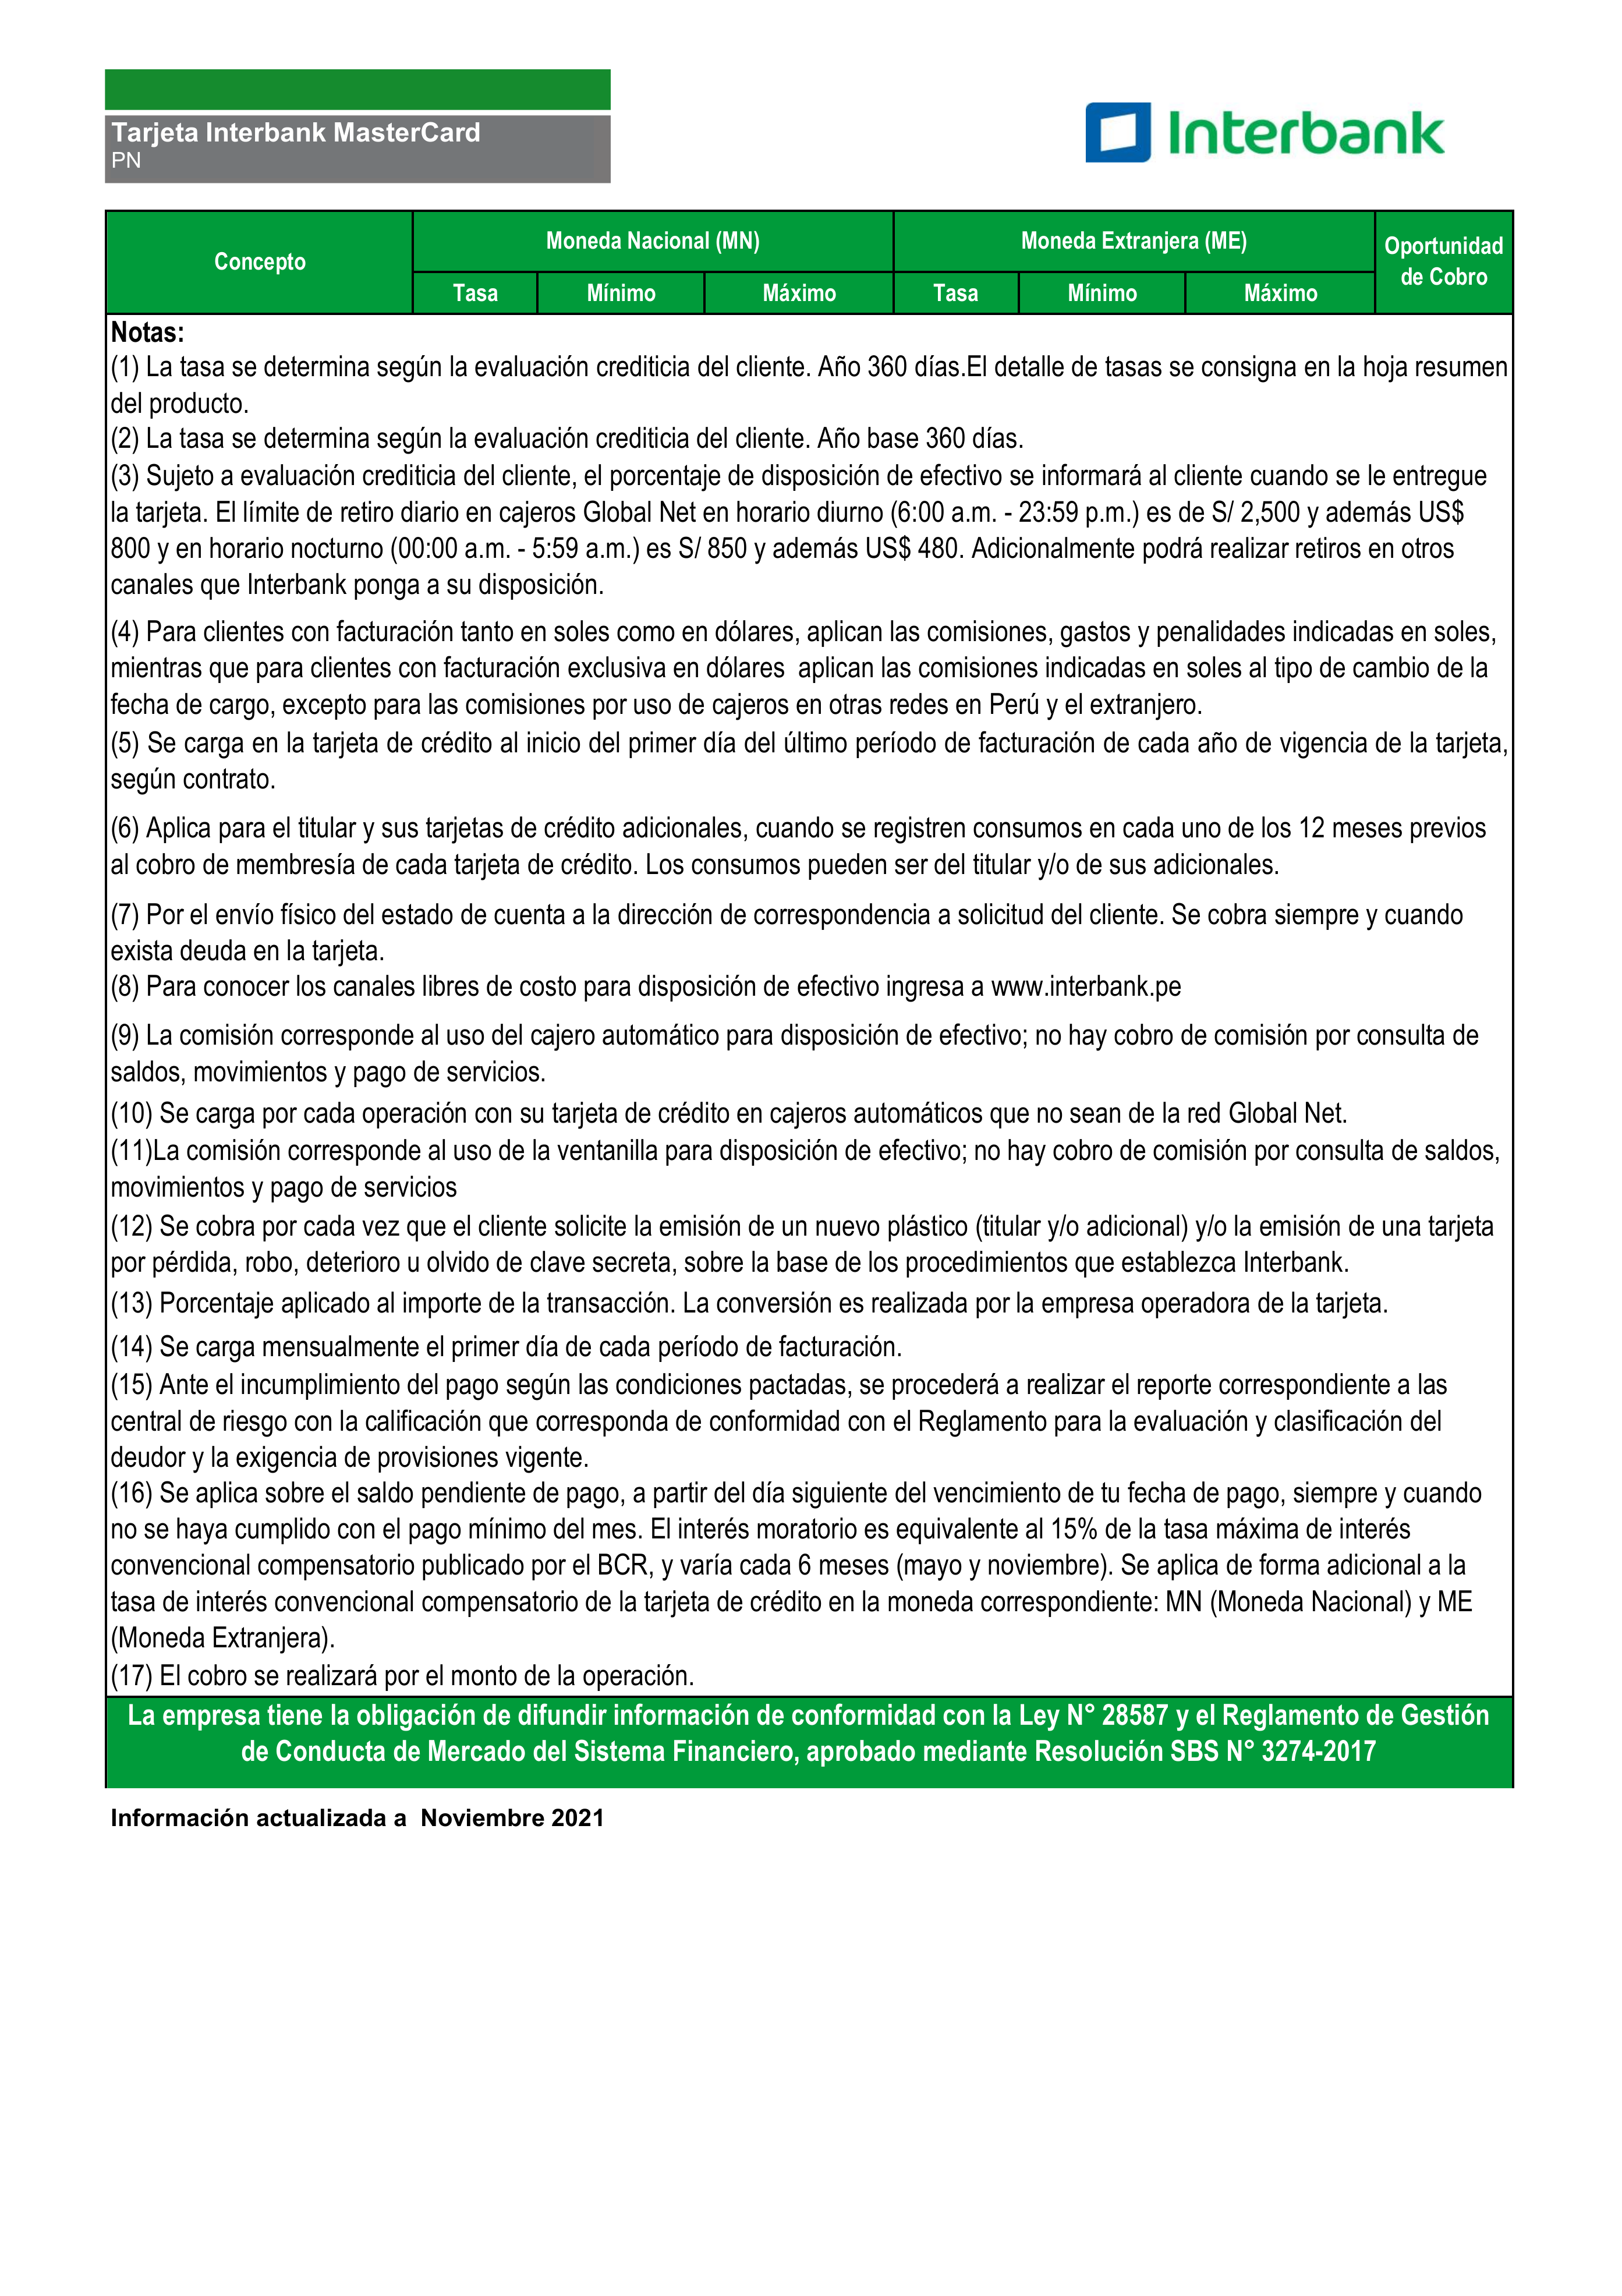 Tarjeta Interbank MasterCard
PN
Interbank
Concepto
Moneda Nacional (MN)
Moneda Extranjera (ME)
Oportunidad
de Cobro
Tasa
Mínimo
Máximo
Tasa
Mínimo
Máximo
Notas:
(1) La tasa se determina según la evaluación crediticia del cliente. Año 360 días.El detalle de tasas se consigna en la hoja resumen
del producto.
(2) La tasa se determina según la evaluación crediticia del cliente. Año base 360 días.
(3) Sujeto a evaluación crediticia del cliente, el porcentaje de disposición de efectivo se informará al cliente cuando se le entregue
la tarjeta. El límite de retiro diario en cajeros Global Net en horario diurno (6:00 a.m. - 23:59 p.m.) es de S/ 2,500 y además US$
800 y en horario nocturno (00:00 a.m. - 5:59 a.m.) es S/ 850 y además US$ 480. Adicionalmente podrá realizar retiros en otros
canales que Interbank ponga a su disposición.
(4) Para clientes con facturación tanto en soles como en dólares, aplican las comisiones, gastos y penalidades indicadas en soles,
mientras que para clientes con facturación exclusiva en dólares  aplican las comisiones indicadas en soles al tipo de cambio de la
fecha de cargo, excepto para las comisiones por uso de cajeros en otras redes en Perú y el extranjero.
(5) Se carga en la tarjeta de crédito al inicio del primer día del último período de facturación de cada año de vigencia de la tarjeta,
según contrato.
(6) Aplica para el titular y sus tarjetas de crédito adicionales, cuando se registren consumos en cada uno de los 12 meses previos
al cobro de membresía de cada tarjeta de crédito. Los consumos pueden ser del titular y/o de sus adicionales.
(7) Por el envío físico del estado de cuenta a la dirección de correspondencia a solicitud del cliente. Se cobra siempre y cuando
exista deuda en la tarjeta.
(8) Para conocer los canales libres de costo para disposición de efectivo ingresa a www.interbank.pe
(9) La comisión corresponde al uso del cajero automático para disposición de efectivo; no hay cobro de comisión por consulta de
saldos, movimientos y pago de servicios.
(10) Se carga por cada operación con su tarjeta de crédito en cajeros automáticos que no sean de la red Global Net.
(11)La comisión corresponde al uso de la ventanilla para disposición de efectivo; no hay cobro de comisión por consulta de saldos,
movimientos y pago de servicios
(12) Se cobra por cada vez que el cliente solicite la emisión de un nuevo plástico (titular y/o adicional) y/o la emisión de una tarjeta
por pérdida, robo, deterioro u olvido de clave secreta, sobre la base de los procedimientos que establezca Interbank.
(13) Porcentaje aplicado al importe de la transacción. La conversión es realizada por la empresa operadora de la tarjeta.
(14) Se carga mensualmente el primer día de cada período de facturación.
(15) Ante el incumplimiento del pago según las condiciones pactadas, se procederá a realizar el reporte correspondiente a las
central de riesgo con la calificación que corresponda de conformidad con el Reglamento para la evaluación y clasificación del
deudor y la exigencia de provisiones vigente.
(16) Se aplica sobre el saldo pendiente de pago, a partir del día siguiente del vencimiento de tu fecha de pago, siempre y cuando
no se haya cumplido con el pago mínimo del mes. El interés moratorio es equivalente al 15% de la tasa máxima de interés
convencional compensatorio publicado por el BCR, y varía cada 6 meses (mayo y noviembre). Se aplica de forma adicional a la
tasa de interés convencional compensatorio de la tarjeta de crédito en la moneda correspondiente: MN (Moneda Nacional) y ME
(Moneda Extranjera).
(17) El cobro se realizará por el monto de la operación.
La empresa tiene la obligación de difundir información de conformidad con la Ley N° 28587 y el Reglamento de Gestión
de Conducta de Mercado del Sistema Financiero, aprobado mediante Resolución SBS N° 3274-2017
Información actualizada a  Noviembre 2021